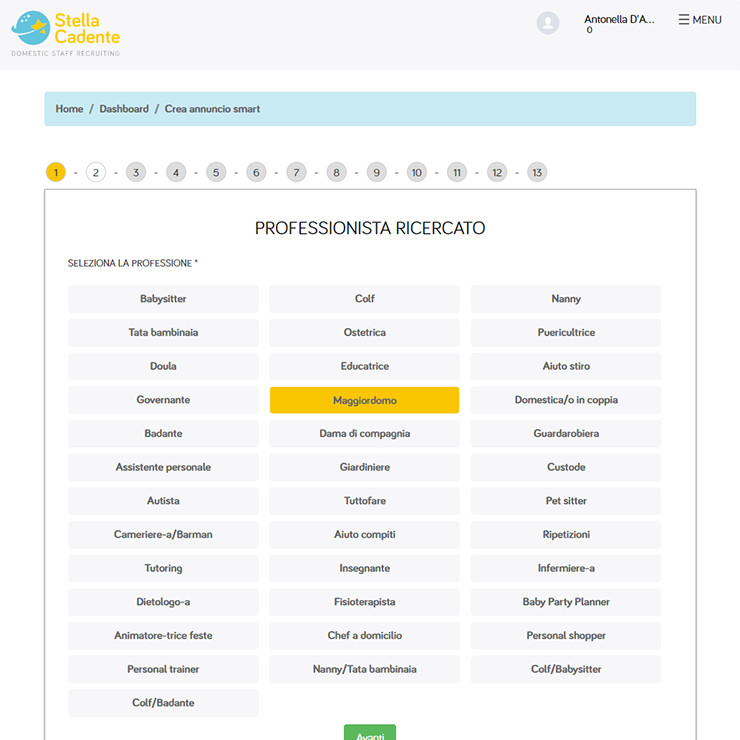 Stella
Cadente
DOMESTIC STAFF RECRUITING
Antonella D'A...
0
MENU
Home / Dashboard / Crea annuncio smart
1 - 2 - 3 - 4 - 5 - 6 - 7 - 8 - 9 - 10 - 11 - 12 - 13
PROFESSIONISTA RICERCATO
SELEZIONA LA PROFESSIONE *
Babysitter Colf Nanny
Tata bambinaia Ostetrica Puericultrice
Doula Educatrice Aiuto stiro
Governante Maggiordomo Domestica/o in coppia
Badante Dama di compagnia Guardarobiera
Assistente personale Giardiniere Custode
Autista Tuttofare Pet sitter
Cameriere-a/Barman Aiuto compiti Ripetizioni
Tutoring Insegnante Infermiere-a
Dietologo-a Fisioterapista Baby Party Planner
Animatore-trice feste Chef a domicilio Personal shopper
Personal trainer Nanny/Tata bambinaia Colf/Babysitter
Colf/Badante
Avanti